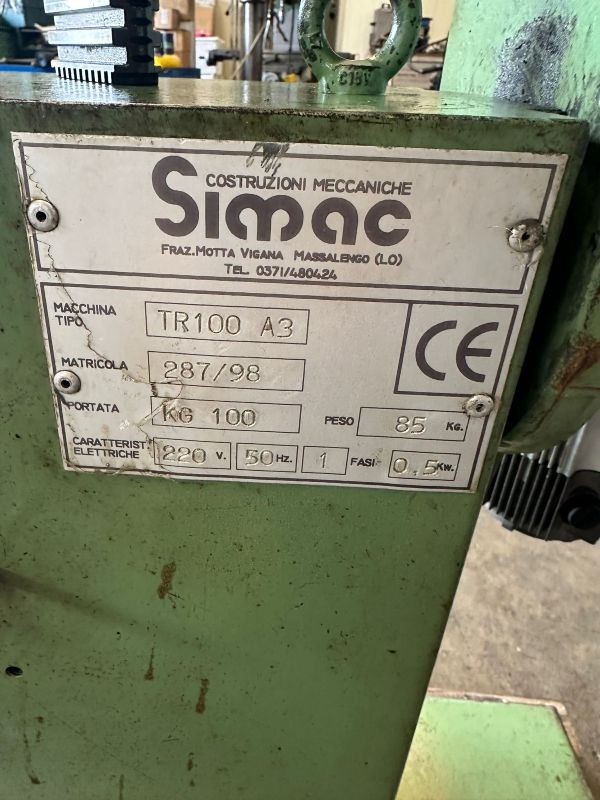 C15V
COSTRUZIONI MECCANICHE
Simac
FRAZ.MOTTA VIGANA MASSALENGO (LO)
TEL. 0371/480424
MACCHINA TIPO TR100 A3
CE
MATRICOLA 287/98
PORTATA KG 100 PESO 85 KG.
CARATTERIST. ELETTRICHE 220 V. 50 HZ. 1 FASI 0.5 KW.